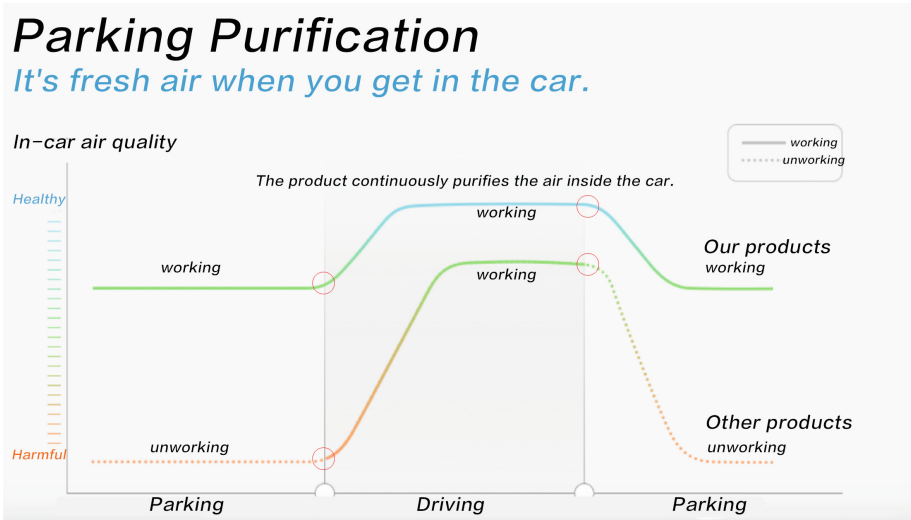 Parking Purification
It's fresh air when you get in the car.
In-car air quality
working
unworking
The product continuously purifies the air inside the car.
Healthy
working
working
Our products
working
working
Other products
unworking
unworking
Harmful
Parking
Driving
Parking